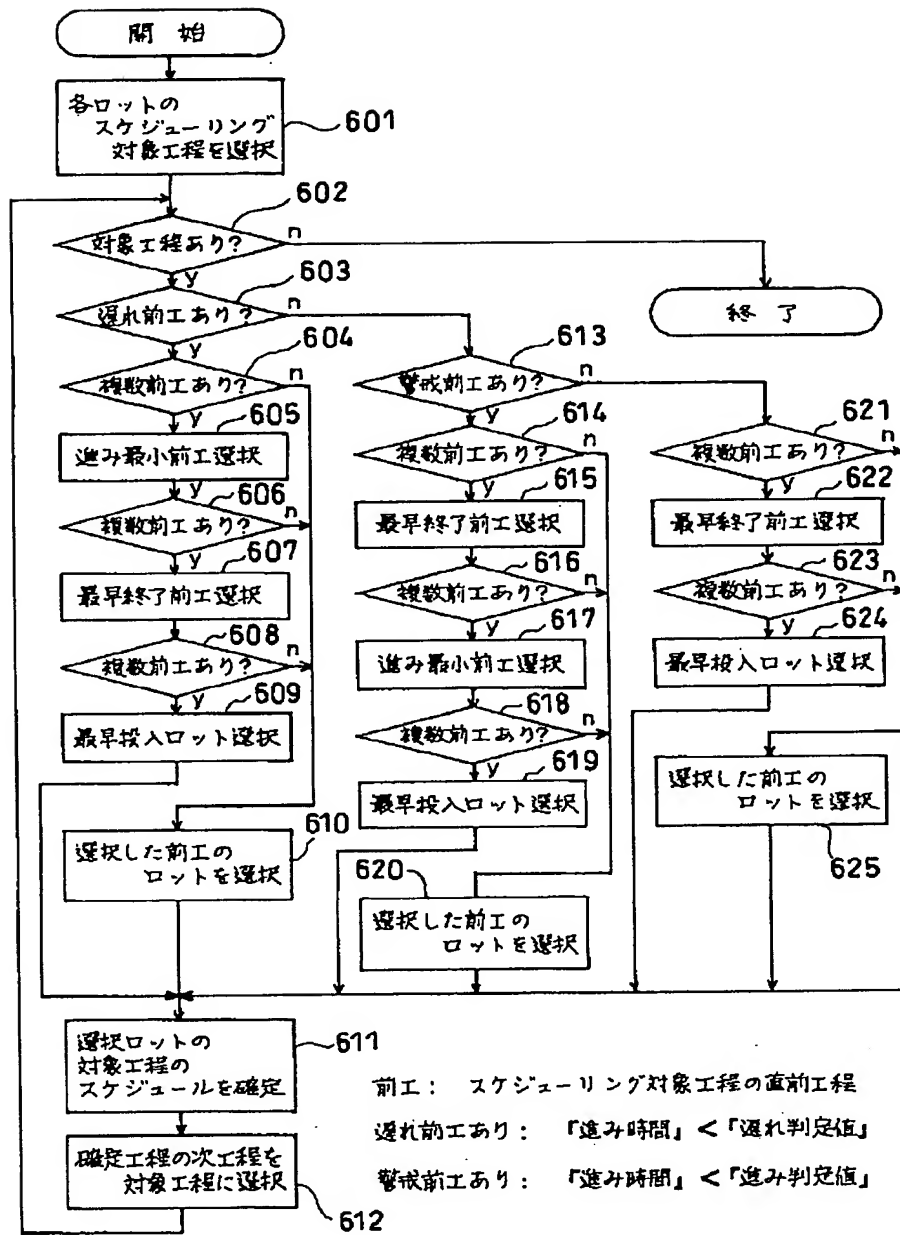 開始
各ロットの
スケジューリング
対象工程を選択
601
602
対象工程あり?
n
y
603
遅れ前工あり?
n
y
終了
604
複数前工あり?
n
y
605
進み最小前工選択
606
複数前工あり?
n
y
607
最早終了前工選択
608
複数前工あり?
n
y
609
最早投入ロット選択
610
選択した前工の
ロットを選択
613
警戒前工あり?
n
y
614
複数前工あり?
n
y
615
最早終了前工選択
616
複数前工あり?
n
y
617
進み最小前工選択
618
複数前工あり?
n
y
619
最早投入ロット選択
620
選択した前工の
ロットを選択
621
複数前工あり?
n
y
622
最早終了前工選択
623
複数前工あり?
n
y
624
最早投入ロット選択
選択した前工の
ロットを選択
625
選択ロットの
対象工程の
スケジュールを確定
611
確定工程の次工程を
対象工程に選択
612
前工: スケジューリング対象工程の直前工程
遅れ前工あり: 『進み時間』<『遅れ判定値』
警戒前工あり: 『進み時間』<『進み判定値』